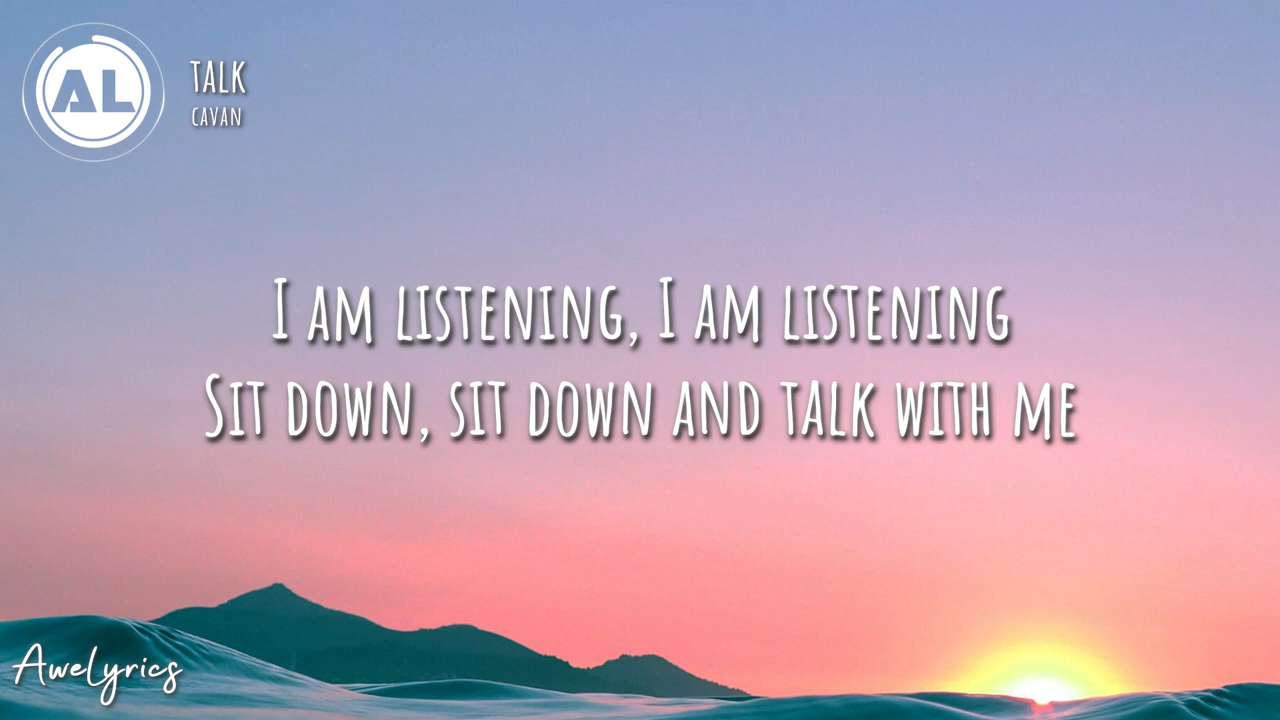 AL
TALK
CAVAN
I AM LISTENING, I AM LISTENING
SIT DOWN, SIT DOWN AND TALK WITH ME
Awelyrics